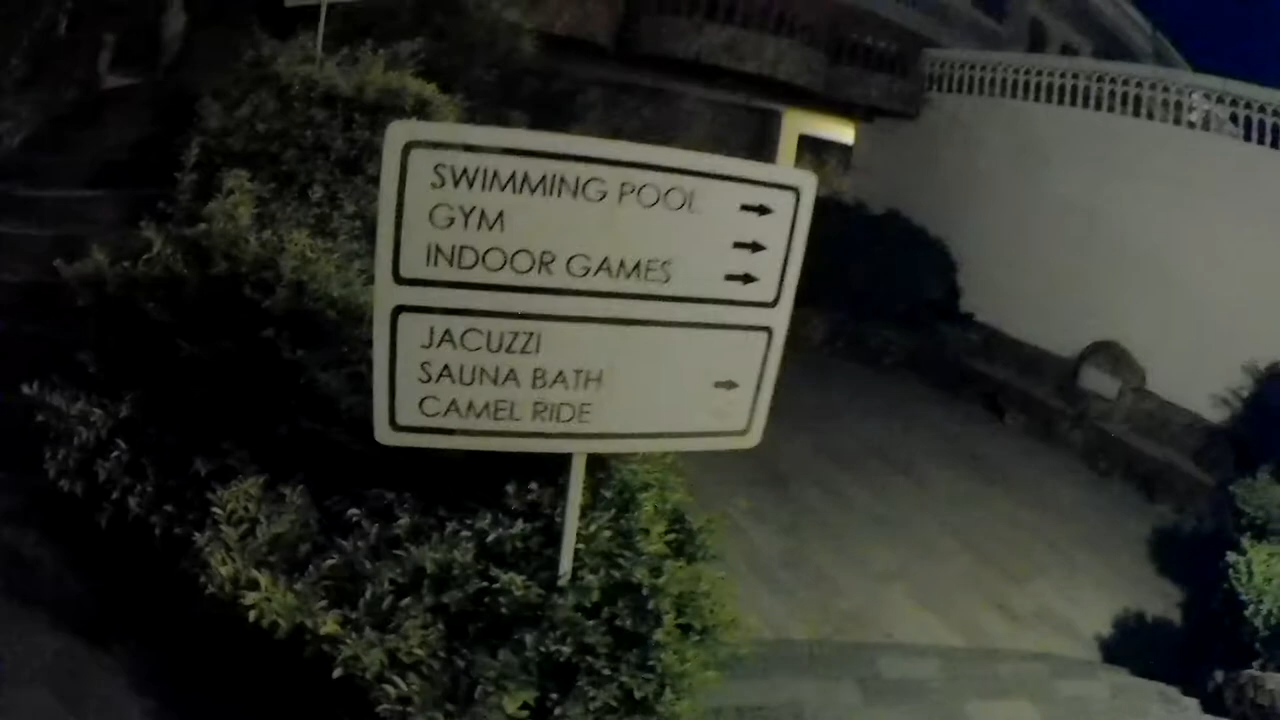 SWIMMING POOL
GYM
INDOOR GAMES
JACUZZI
SAUNA BATH
CAMEL RIDE